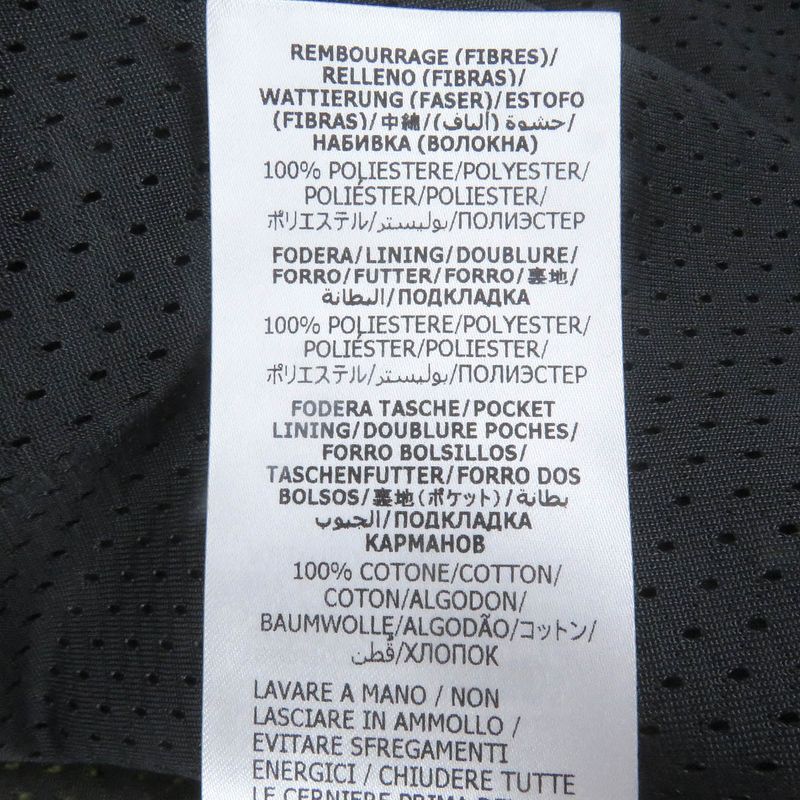 REMBOURRAGE (FIBRES)/
RELLENO (FIBRAS)/
WATTIERUNG (FASER)/ESTOFO
(FIBRAS)/中綿/حشوة (ألياف)/
НАБИВКА (ВОЛОКНА)
100% POLIESTERE/POLYESTER/
POLIÉSTER/POLIESTER/
ポリエステル/بوليستر/ПОЛИЭСТЕР
FODERA/LINING/DOUBLURE/
FORRO/FUTTER/FORRO/裏地/
البطانة/ПОДКЛАДКА
100% POLIESTERE/POLYESTER/
POLIÉSTER/POLIESTER/
ポリエステル/بوليستر/ПОЛИЭСТЕР
FODERA TASCHE/POCKET
LINING/DOUBLURE POCHES/
FORRO BOLSILLOS/
TASCHENFUTTER/FORRO DOS
BOLSOS/裏地(ポケット)/بطانة
الجيوب/ПОДКЛАДКА
КАРМАНОВ
100% COTONE/COTTON/
COTON/ALGODON/
BAUMWOLLE/ALGODÃO/コットン/
قطن/ХЛОПОК
LAVARE A MANO / NON
LASCIARE IN AMMOLLO /
EVITARE SFREGAMENTI
ENERGICI / CHIUDERE TUTTE
LE CERNIERE PRIMA DEL